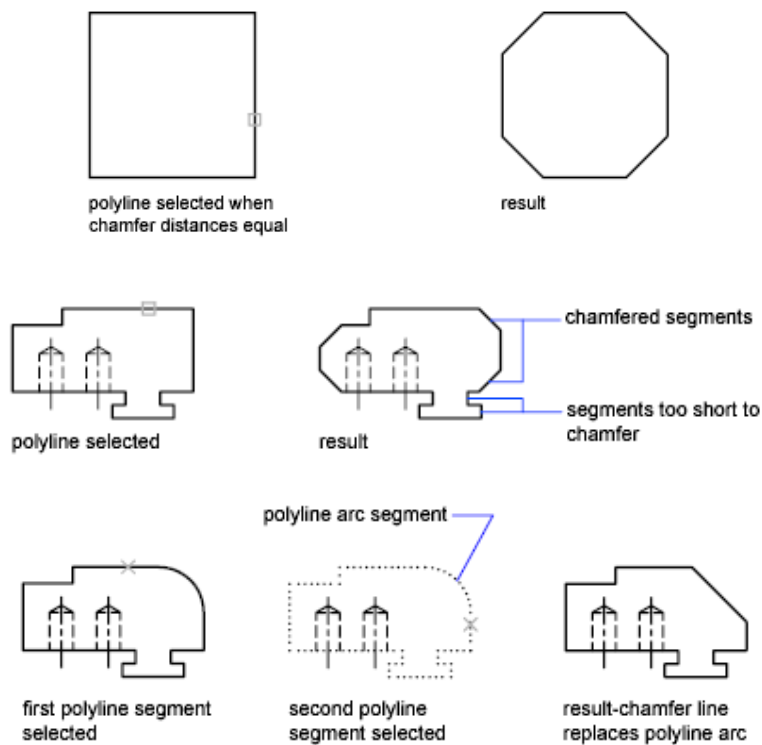 polyline selected when
chamfer distances equal
result
chamfered segments
segments too short to
chamfer
polyline selected
result
polyline arc segment
first polyline segment
selected
second polyline
segment selected
result-chamfer line
replaces polyline arc